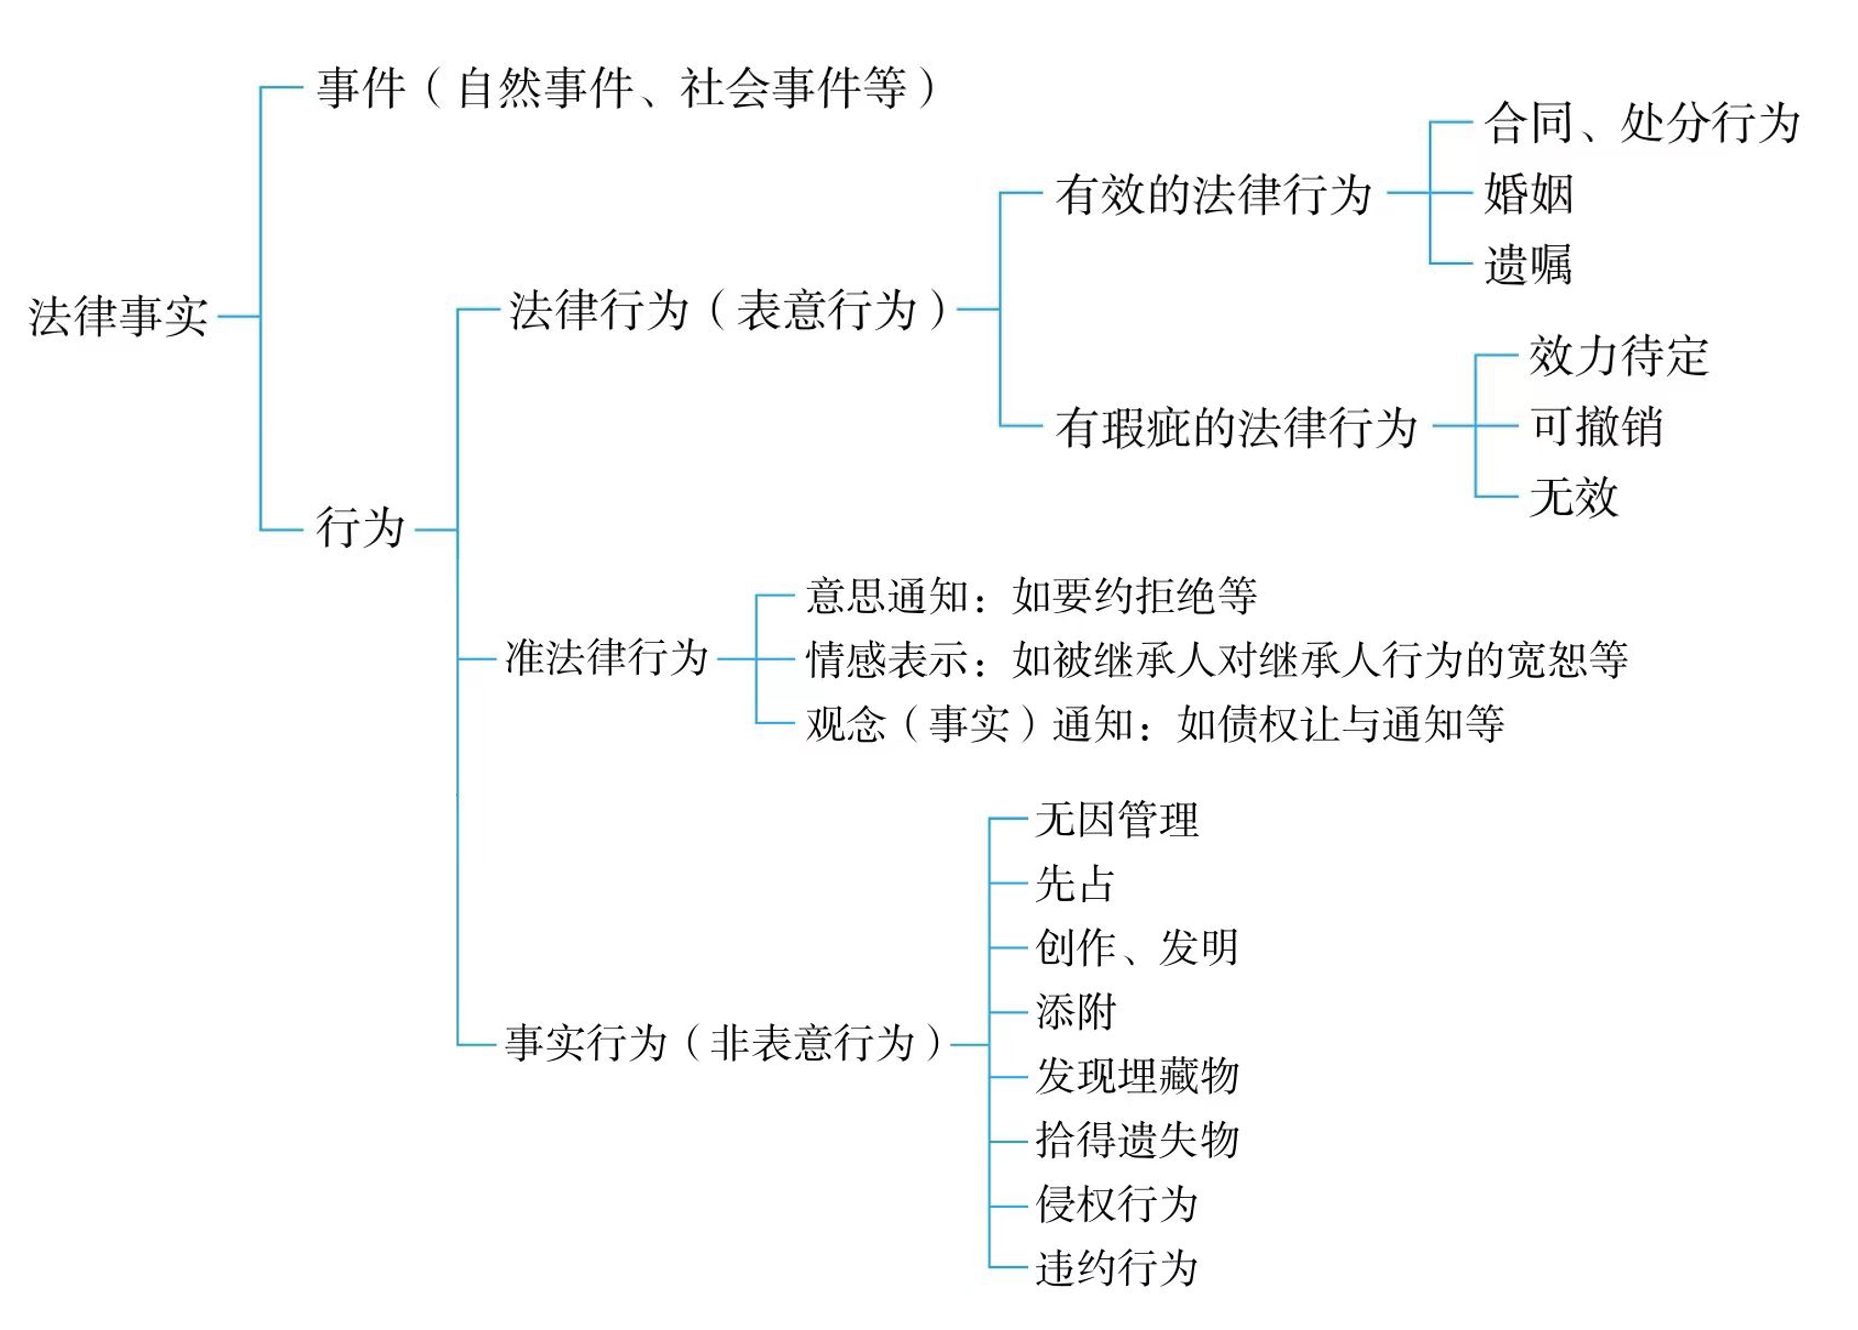 法律事实
事件（自然事件、社会事件等）
行为
法律行为（表意行为）
有效的法律行为
合同、处分行为
婚姻
遗嘱
有瑕疵的法律行为
效力待定
可撤销
无效
准法律行为
意思通知：如要约拒绝等
情感表示：如被继承人对继承人行为的宽恕等
观念（事实）通知：如债权让与通知等
事实行为（非表意行为）
无因管理
先占
创作、发明
添附
发现埋藏物
拾得遗失物
侵权行为
违约行为